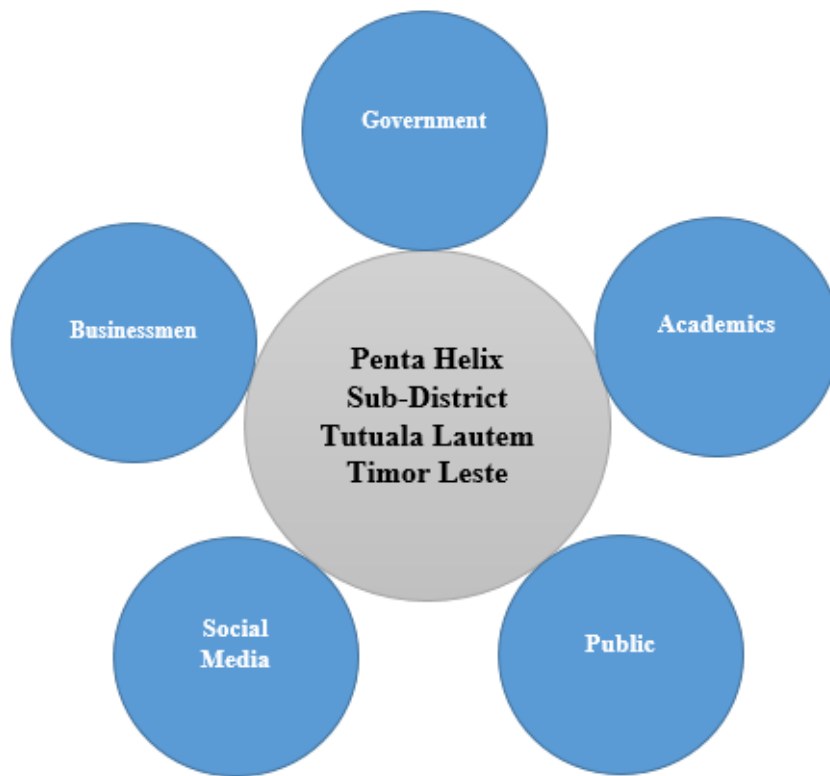 Government
Businessmen
Academics
Penta Helix
Sub-District
Tutuala Lautem
Timor Leste
Social
Media
Public